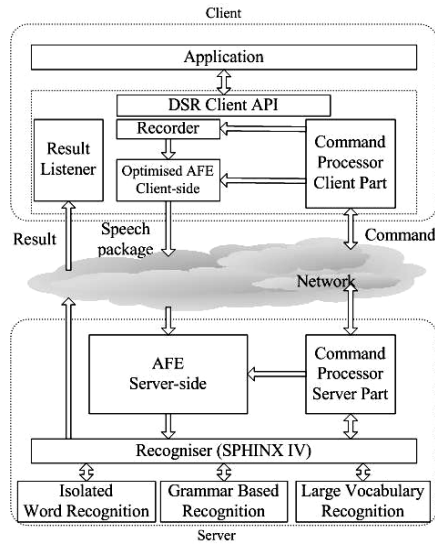 Client
Application
DSR Client API
Recorder
Result
Listener
Optimised AFE
Client-side
Command
Processor
Client Part
Result
Speech
package
Command
Network
AFE
Server-side
Command
Processor
Server Part
Recogniser (SPHINX IV)
Isolated
Word Recognition
Grammar Based
Recognition
Large Vocabulary
Recognition
Server